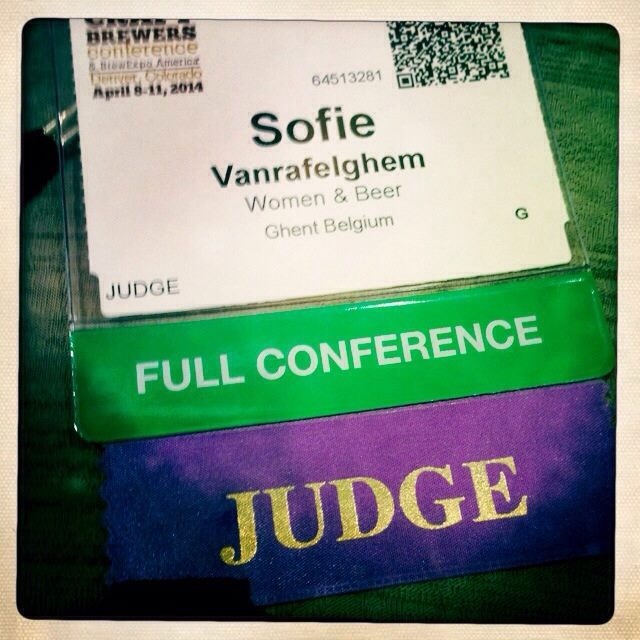 CRAFT
BREWERS
conference
& BrewExpo America
Denver, Colorado
April 8-11, 2014
64513281
Sofie
Vanrafelghem
Women & Beer
Ghent Belgium
G
JUDGE
FULL CONFERENCE
JUDGE